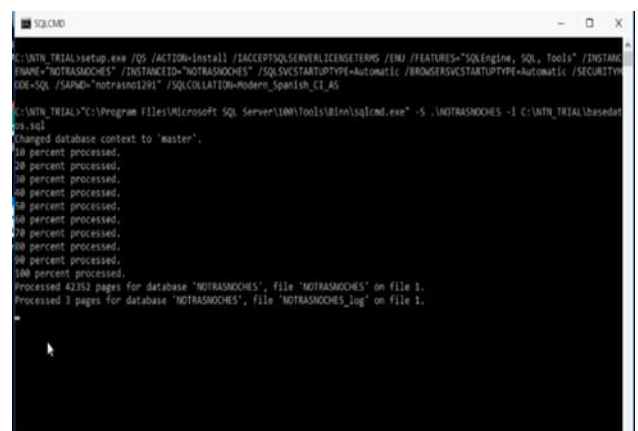 SQLCMD
C:\NTN_TRIAL>setup.exe /QS /ACTION=install /IACCEPTSQLSERVERLICENSETERMS /ENU /FEATURES="SQLEngine, SQL, Tools" /INSTANC
ENAME="NOTRASNOCHES" /INSTANCEID="NOTRASNOCHES" /SQLSVCSTARTUPTYPE=Automatic /BROWSERSVCSTARTUPTYPE=Automatic /SECURITYM
ODE=SQL /SAPWD="notrasno1291" /SQLCOLLATION=Modern_Spanish_CI_AS
C:\NTN_TRIAL>"C:\Program Files\Microsoft SQL Server\100\Tools\Binn\sqlcmd.exe" -S .\NOTRASNOCHES -i C:\NTN_TRIAL\basedat
os.sql
Changed database context to 'master'.
10 percent processed.
20 percent processed.
30 percent processed.
40 percent processed.
50 percent processed.
60 percent processed.
70 percent processed.
80 percent processed.
90 percent processed.
100 percent processed.
Processed 42352 pages for database 'NOTRASNOCHES', file 'NOTRASNOCHES' on file 1.
Processed 3 pages for database 'NOTRASNOCHES', file 'NOTRASNOCHES_log' on file 1.